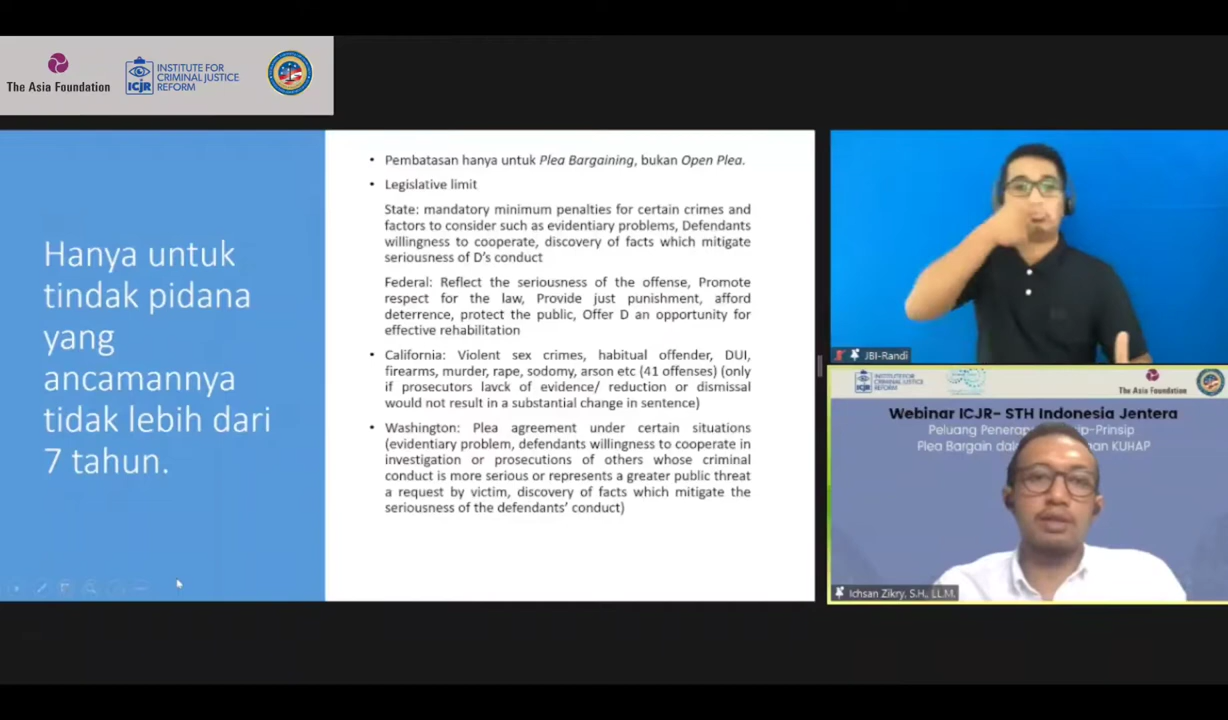 The Asia Foundation
ICJR
INSTITUTE FOR
CRIMINAL JUSTICE
REFORM
Hanya untuk
tindak pidana
yang
ancamannya
tidak lebih dari
7 tahun.
• Pembatasan hanya untuk Plea Bargaining, bukan Open Plea.
• Legislative limit
State: mandatory minimum penalties for certain crimes and
factors to consider such as evidentiary problems, Defendants
willingness to cooperate, discovery of facts which mitigate
seriousness of D's conduct
Federal: Reflect the seriousness of the offense, Promote
respect for the law, Provide just punishment, afford
deterrence, protect the public, Offer D an opportunity for
effective rehabilitation
• California: Violent sex crimes, habitual offender, DUI,
firearms, murder, rape, sodomy, arson etc (41 offenses) (only
if prosecutors lavck of evidence/ reduction or dismissal
would not result in a substantial change in sentence)
• Washington: Plea agreement under certain situations
(evidentiary problem, defendants willingness to cooperate in
investigation or prosecutions of others whose criminal
conduct is more serious or represents a greater public threat
a request by victim, discovery of facts which mitigate the
seriousness of the defendants' conduct)
JBI-Randi
INSTITUTE FOR
CRIMINAL JUSTICE
REFORM
The Asia Foundation
Webinar ICJR- STH Indonesia Jentera
Peluang Penerap
-Prinsip
Plea Bargain dal
an KUHAP
Ichsan Zikry, S.H., LL.M.